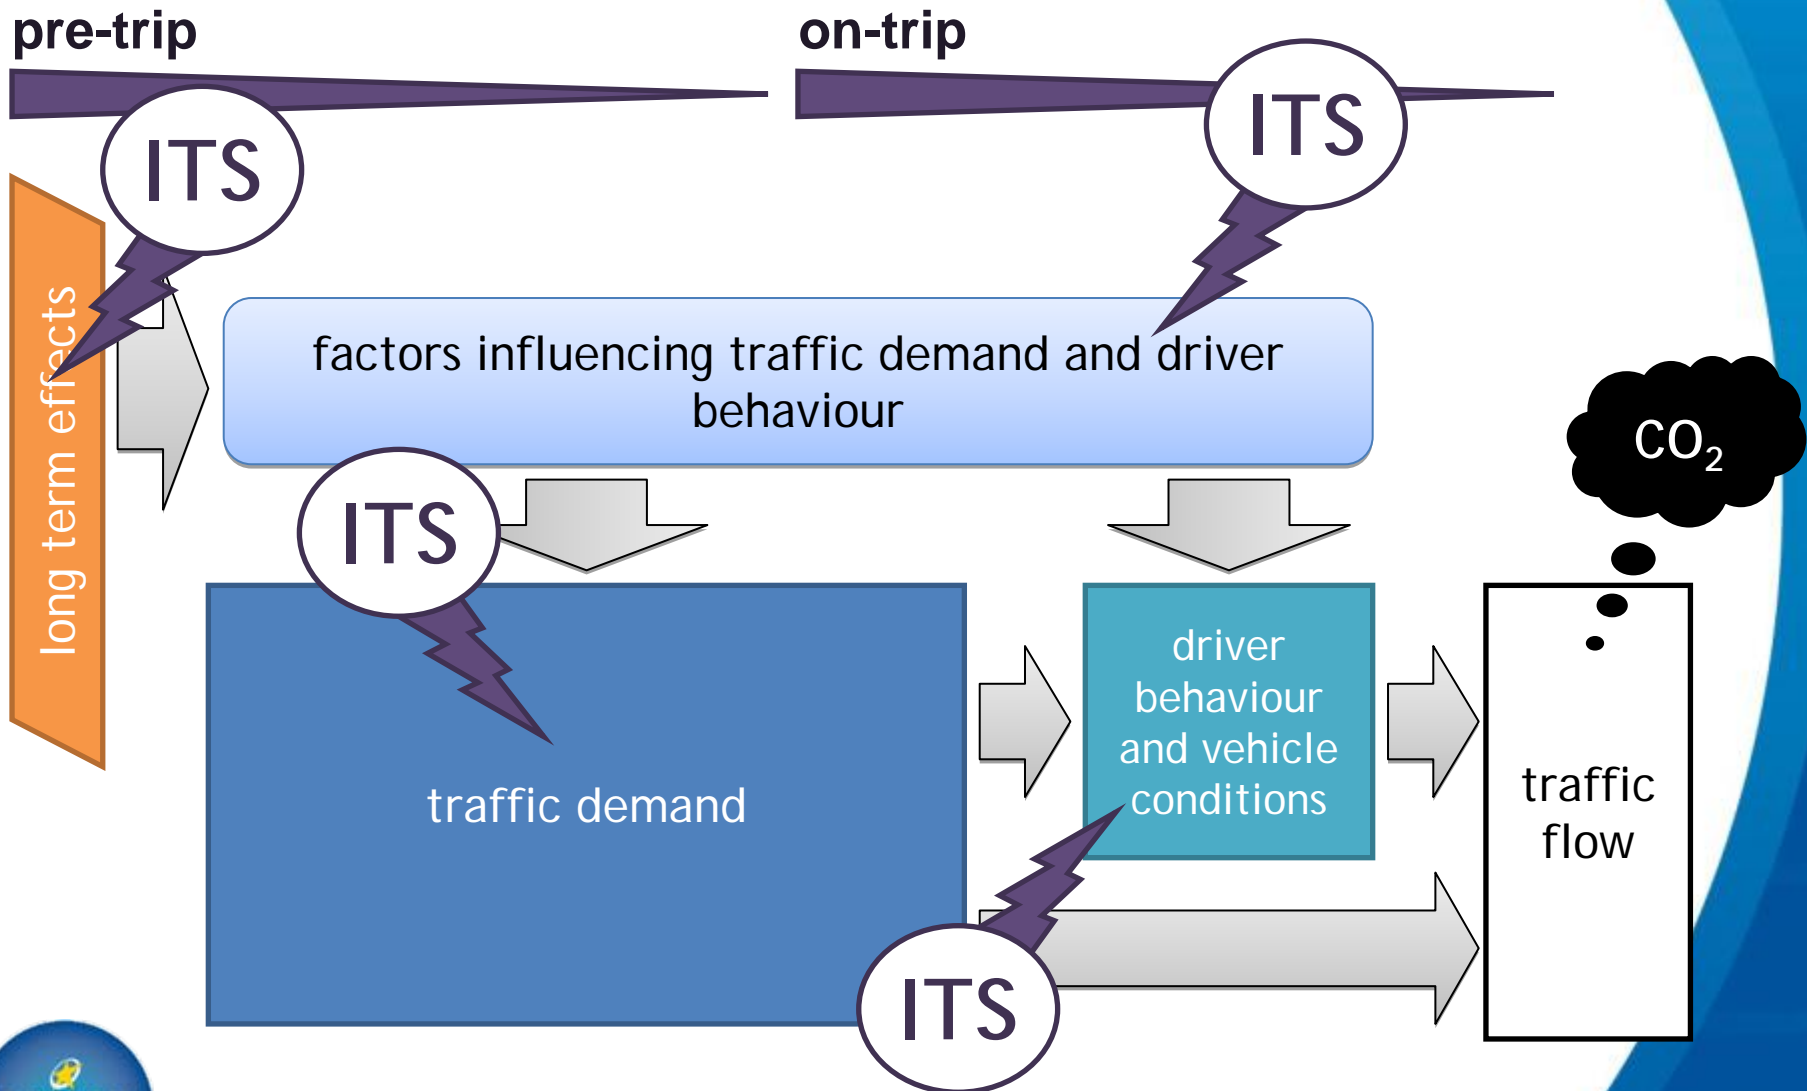 pre-trip
on-trip
ITS
ITS
long term effects
factors influencing traffic demand and driver
behaviour
CO₂
ITS
traffic demand
driver
behaviour
and vehicle
conditions
traffic
flow
ITS